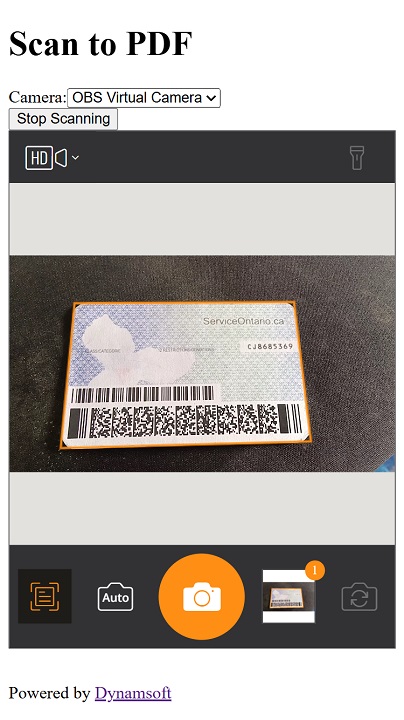 Scan to PDF
Camera: OBS Virtual Camera
Stop Scanning
HD
ServiceOntario.ca
CJ8685369
Auto
1
Powered by Dynamsoft